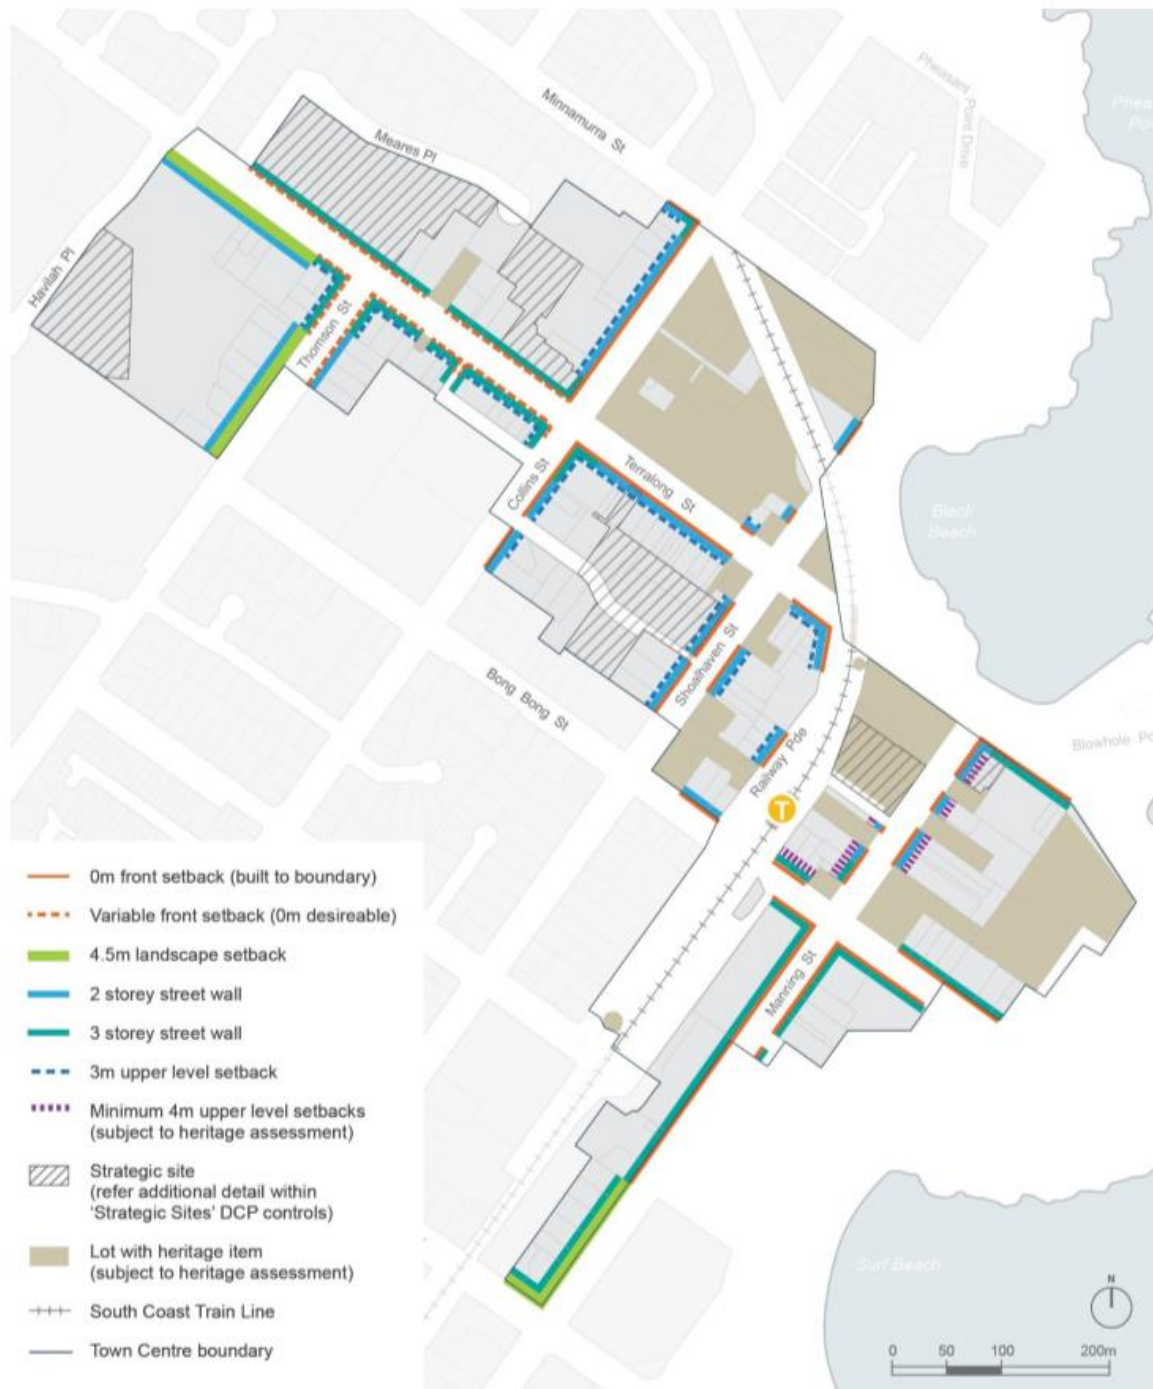 Pheasant Point Drive
Minnamurra St
Meares Pl
Havilah Pl
Thomson St
Collins St
Terralong St
Black
Beach
Shoalhaven St
Bong Bong St
Railway Pde
Blowhole
T
Manning St
Surf Beach
0m front setback (built to boundary)
Variable front setback (0m desireable)
4.5m landscape setback
2 storey street wall
3 storey street wall
3m upper level setback
Minimum 4m upper level setbacks
(subject to heritage assessment)
Strategic site
(refer additional detail within
'Strategic Sites' DCP controls)
Lot with heritage item
(subject to heritage assessment)
South Coast Train Line
Town Centre boundary
N
0 50 100 200m